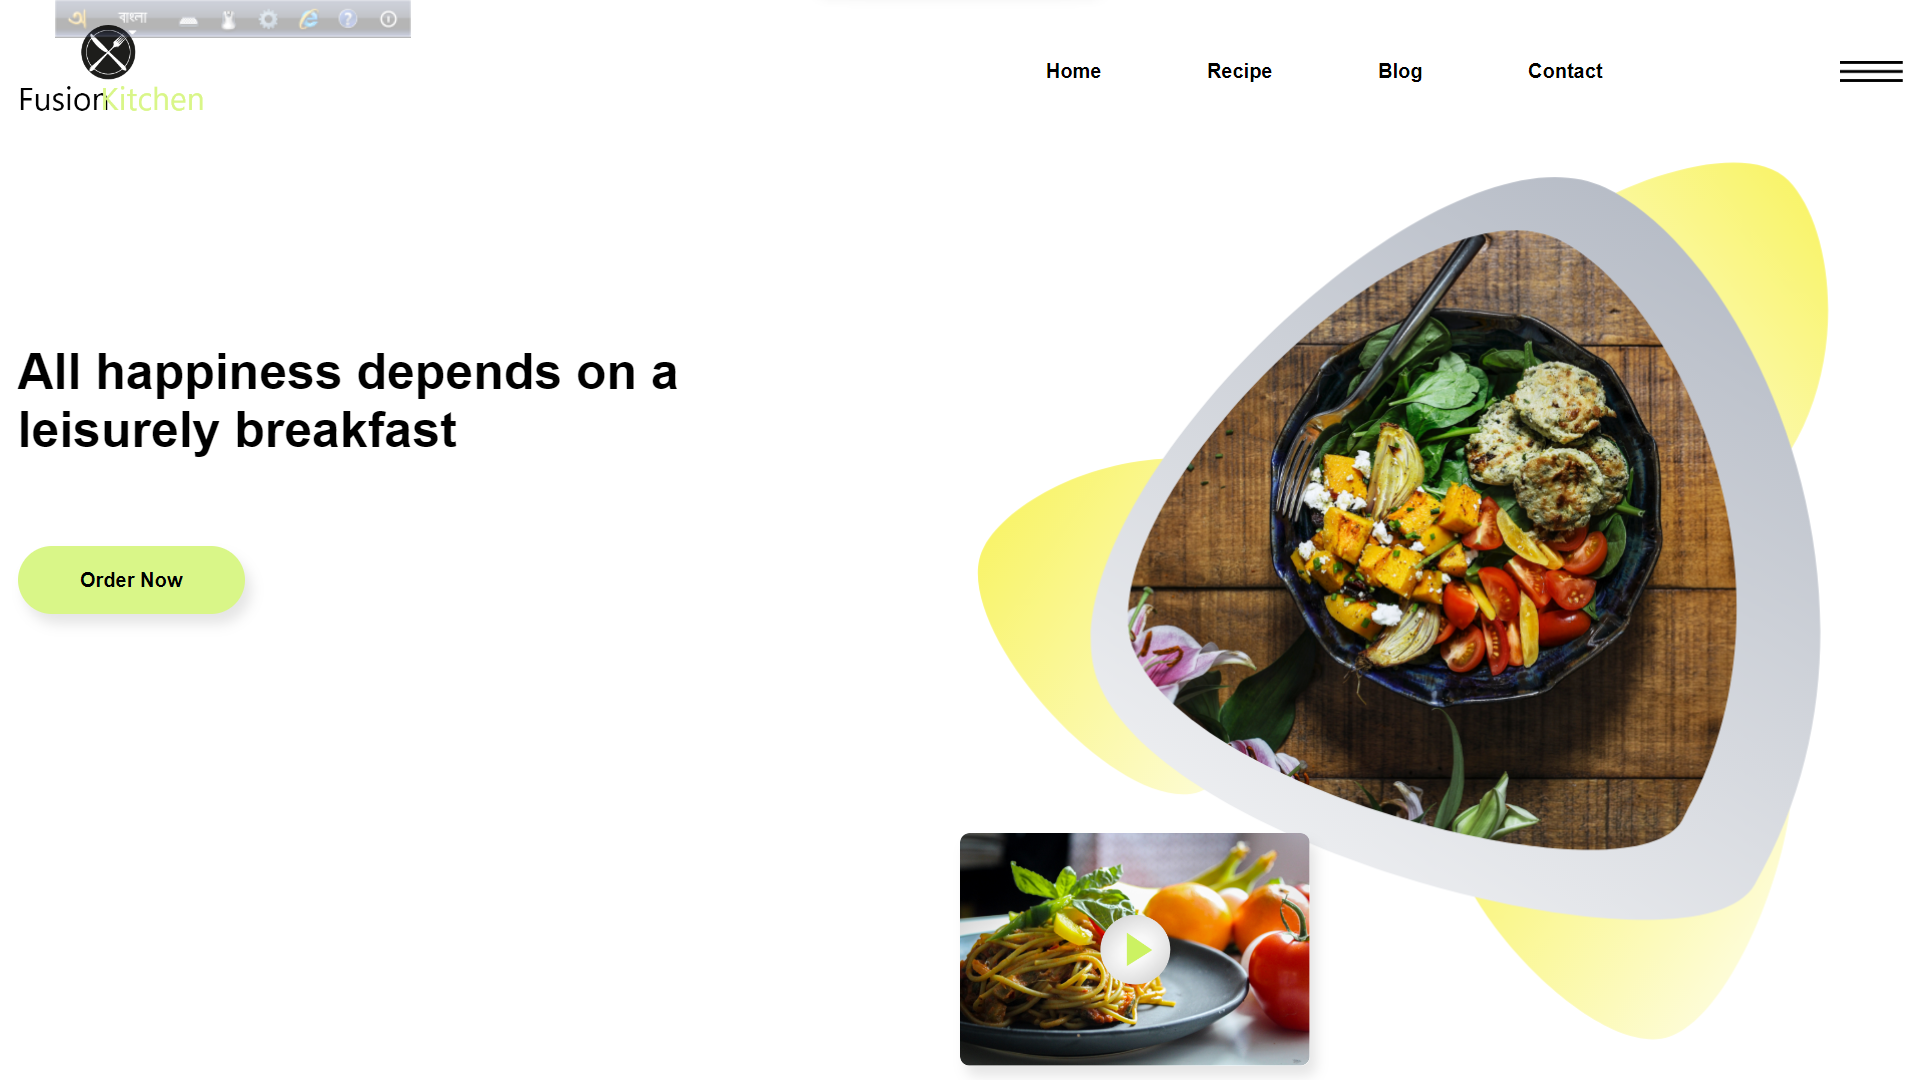 অ বাংলা
FusionKitchen
Home Recipe Blog Contact
All happiness depends on a
leisurely breakfast
Order Now